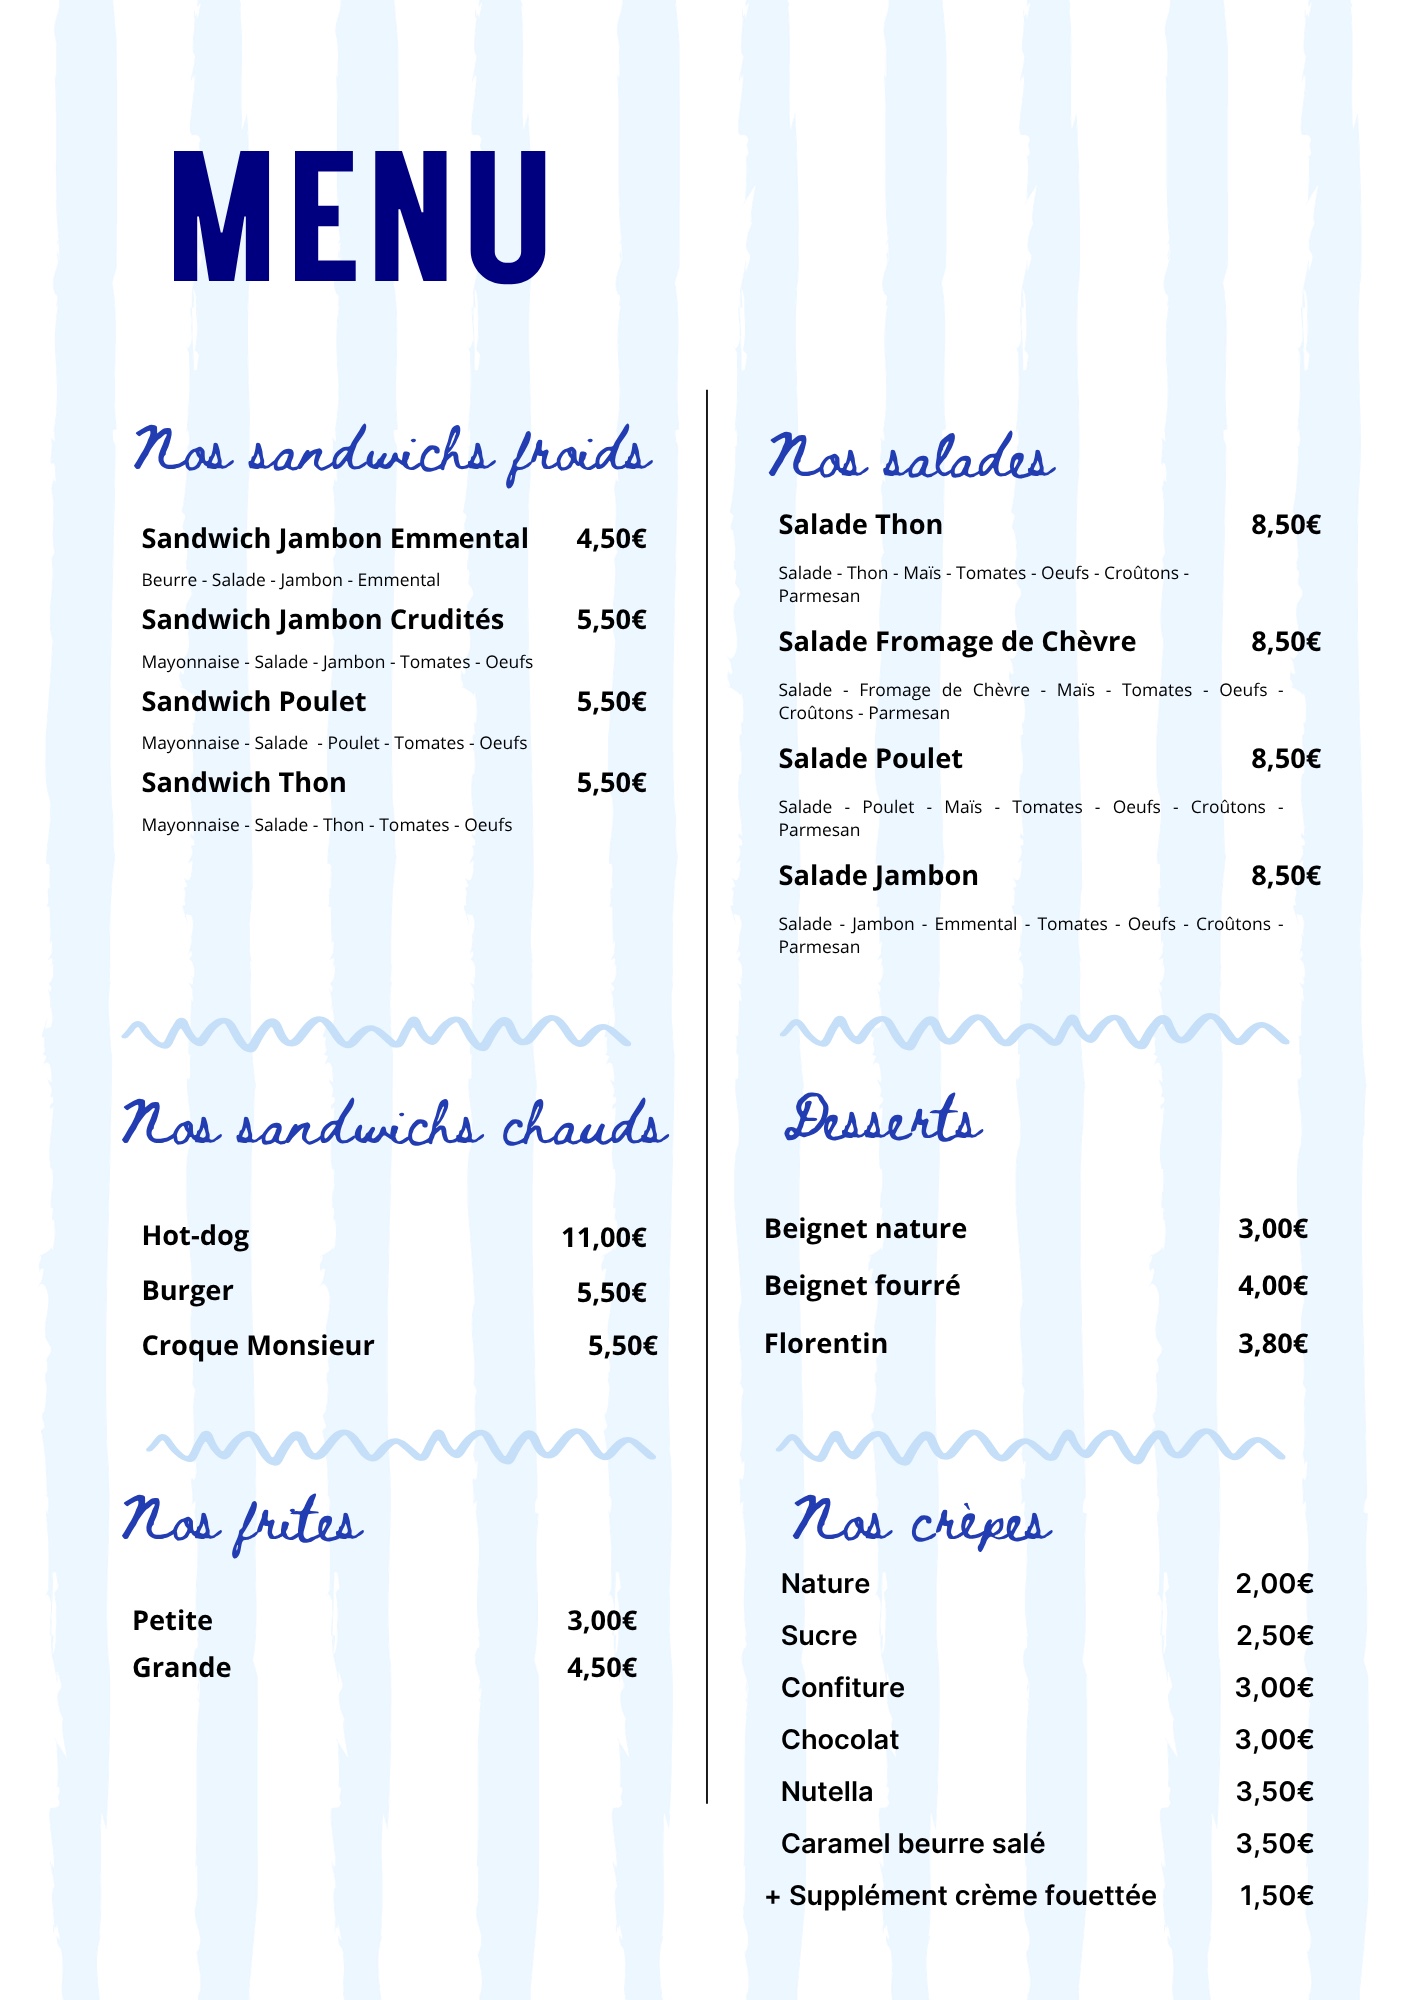 MENU
Nos sandwichs froids
Sandwich Jambon Emmental 4,50€
Beurre - Salade - Jambon - Emmental
Sandwich Jambon Crudités 5,50€
Mayonnaise - Salade - Jambon - Tomates - Oeufs
Sandwich Poulet 5,50€
Mayonnaise - Salade - Poulet - Tomates - Oeufs
Sandwich Thon 5,50€
Mayonnaise - Salade - Thon - Tomates - Oeufs
Nos sandwichs chauds
Hot-dog 11,00€
Burger 5,50€
Croque Monsieur 5,50€
Nos frites
Petite 3,00€
Grande 4,50€
Nos salades
Salade Thon 8,50€
Salade - Thon - Maïs - Tomates - Oeufs - Croûtons -
Parmesan
Salade Fromage de Chèvre 8,50€
Salade - Fromage de Chèvre - Maïs - Tomates - Oeufs -
Croûtons - Parmesan
Salade Poulet 8,50€
Salade - Poulet - Maïs - Tomates - Oeufs - Croûtons -
Parmesan
Salade Jambon 8,50€
Salade - Jambon - Emmental - Tomates - Oeufs - Croûtons -
Parmesan
Desserts
Beignet nature 3,00€
Beignet fourré 4,00€
Florentin 3,80€
Nos crèpes
Nature 2,00€
Sucre 2,50€
Confiture 3,00€
Chocolat 3,00€
Nutella 3,50€
Caramel beurre salé 3,50€
+ Supplément crème fouettée 1,50€